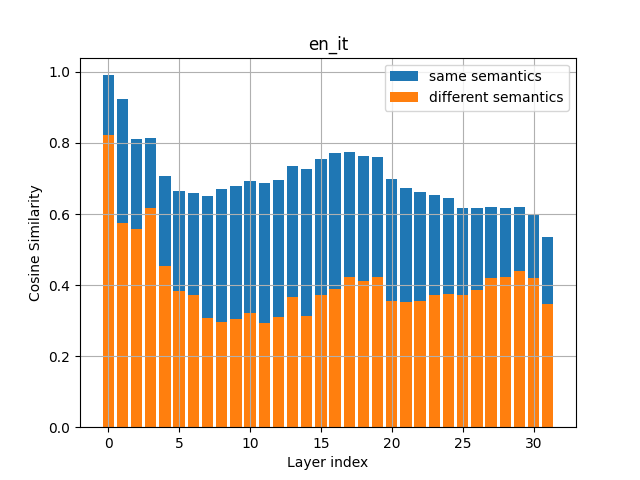 en_it
same semantics
different semantics
Cosine Similarity
1.0
0.8
0.6
0.4
0.2
0.0
0 5 10 15 20 25 30
Layer index